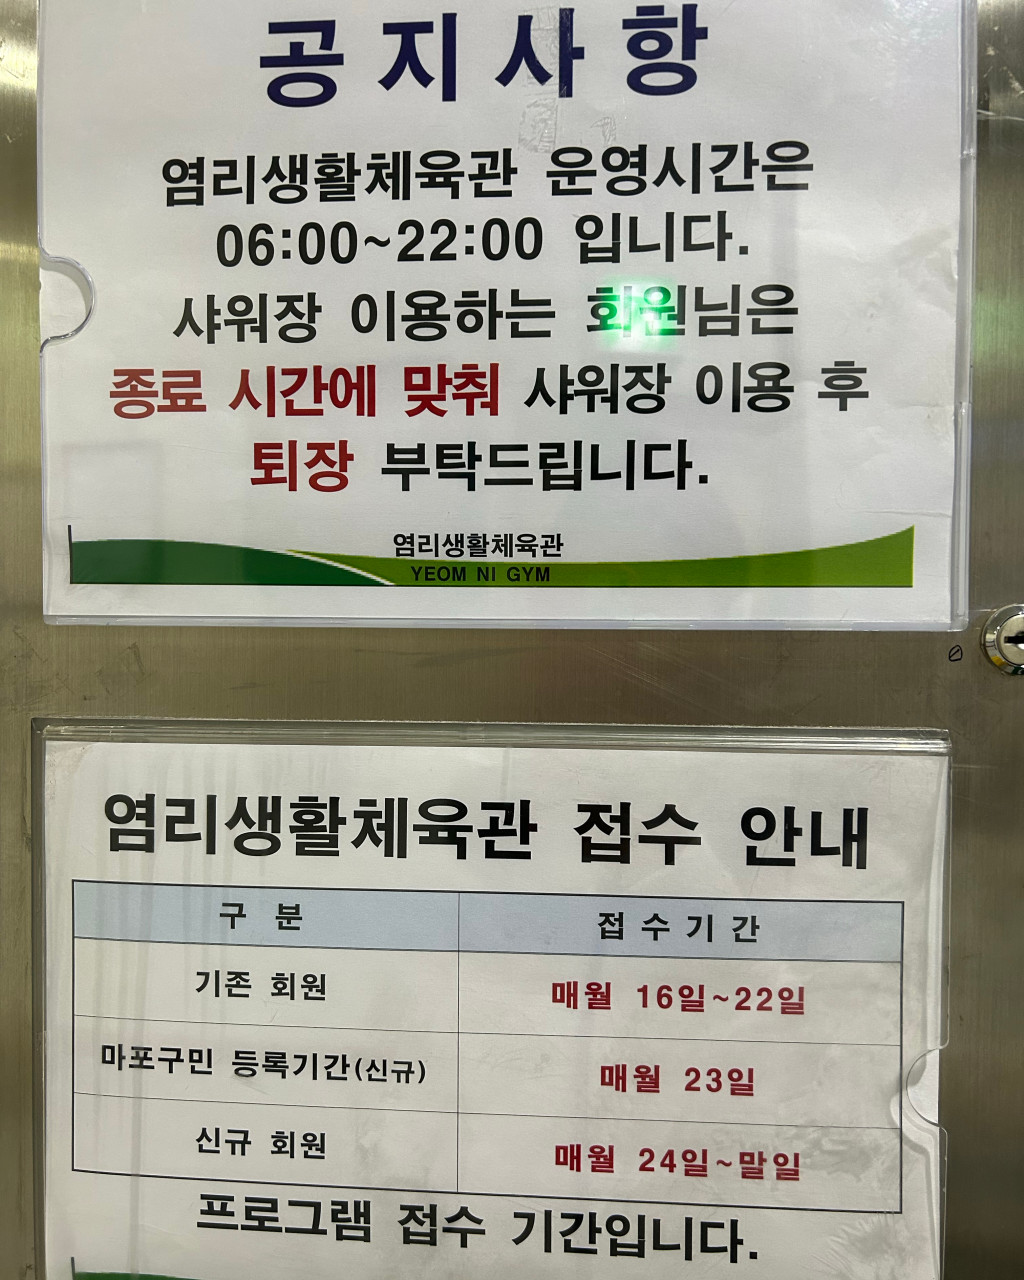 공지사항
염리생활체육관 운영시간은
06:00~22:00 입니다.
샤워장 이용하는 회원님은
종료 시간에 맞춰 샤워장 이용 후
퇴장 부탁드립니다.
염리생활체육관
YEOM NI GYM
염리생활체육관 접수 안내
구 분 접 수 기 간
기존 회원 매월 16일~22일
마포구민 등록기간(신규) 매월 23일
신규 회원 매월 24일~말일
프로그램 접수 기간입니다.